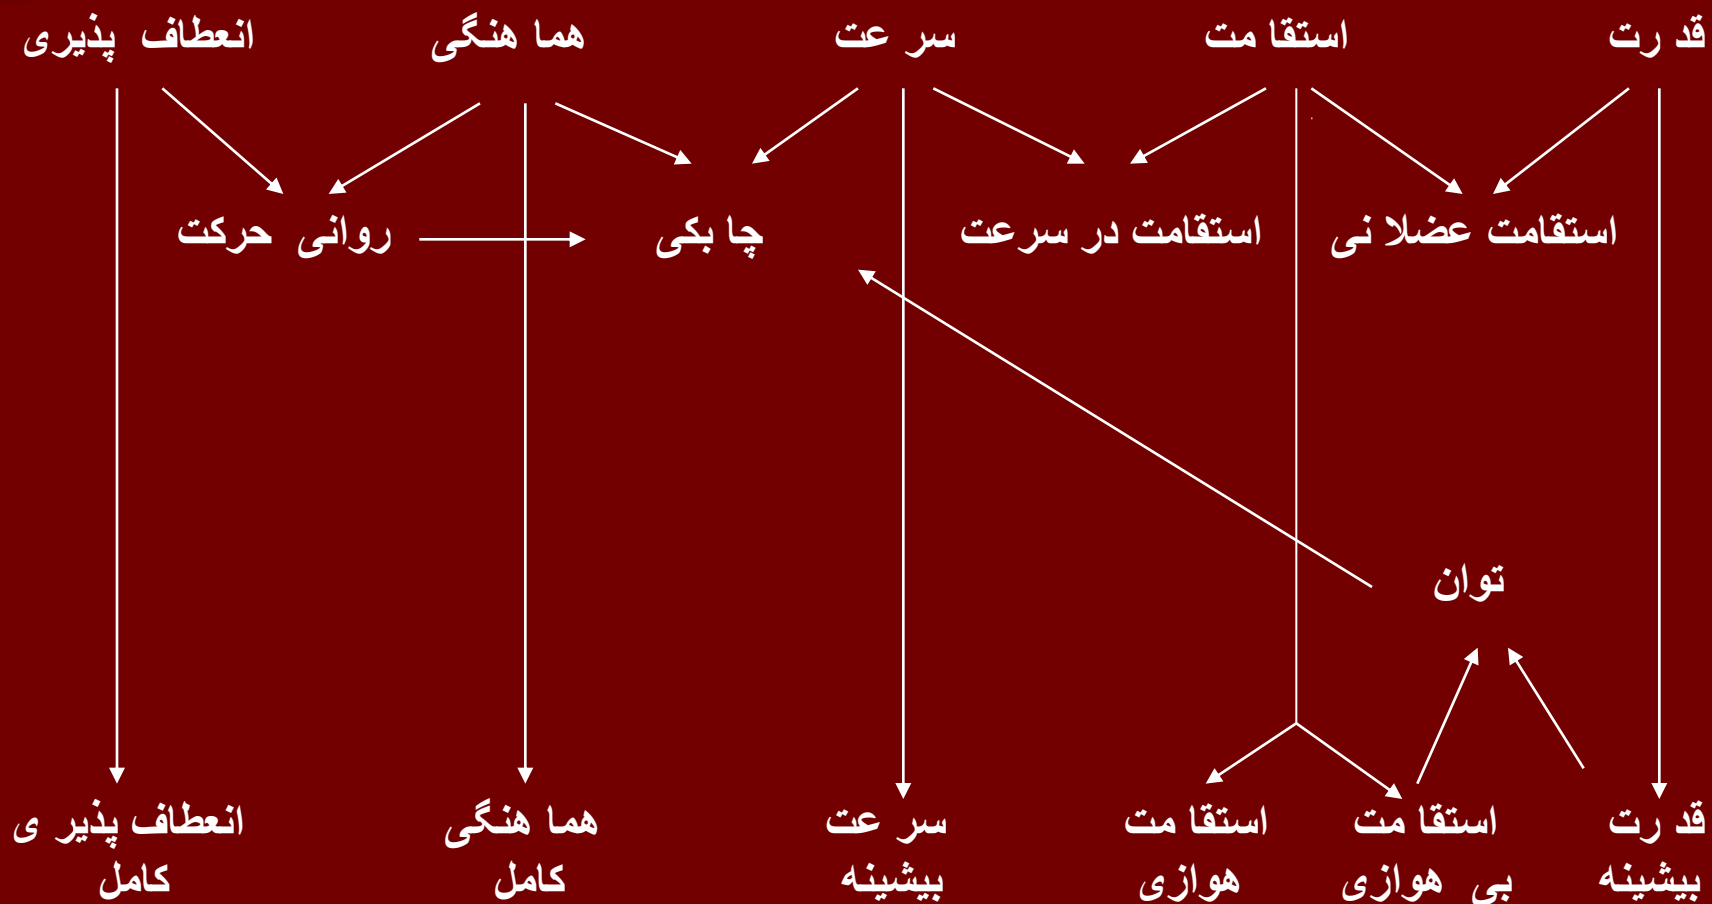 قد رت
استقا مت
سر عت
هما هنگی
انعطاف پذیری
استقامت عضلا نی
استقامت در سرعت
چا بکی
روانی حرکت
توان
قد رت
بیشینه
استقا مت
بی هوازی
استقا مت
هوازی
سر عت
بیشینه
هما هنگی
کامل
انعطاف پذیر ی
کامل